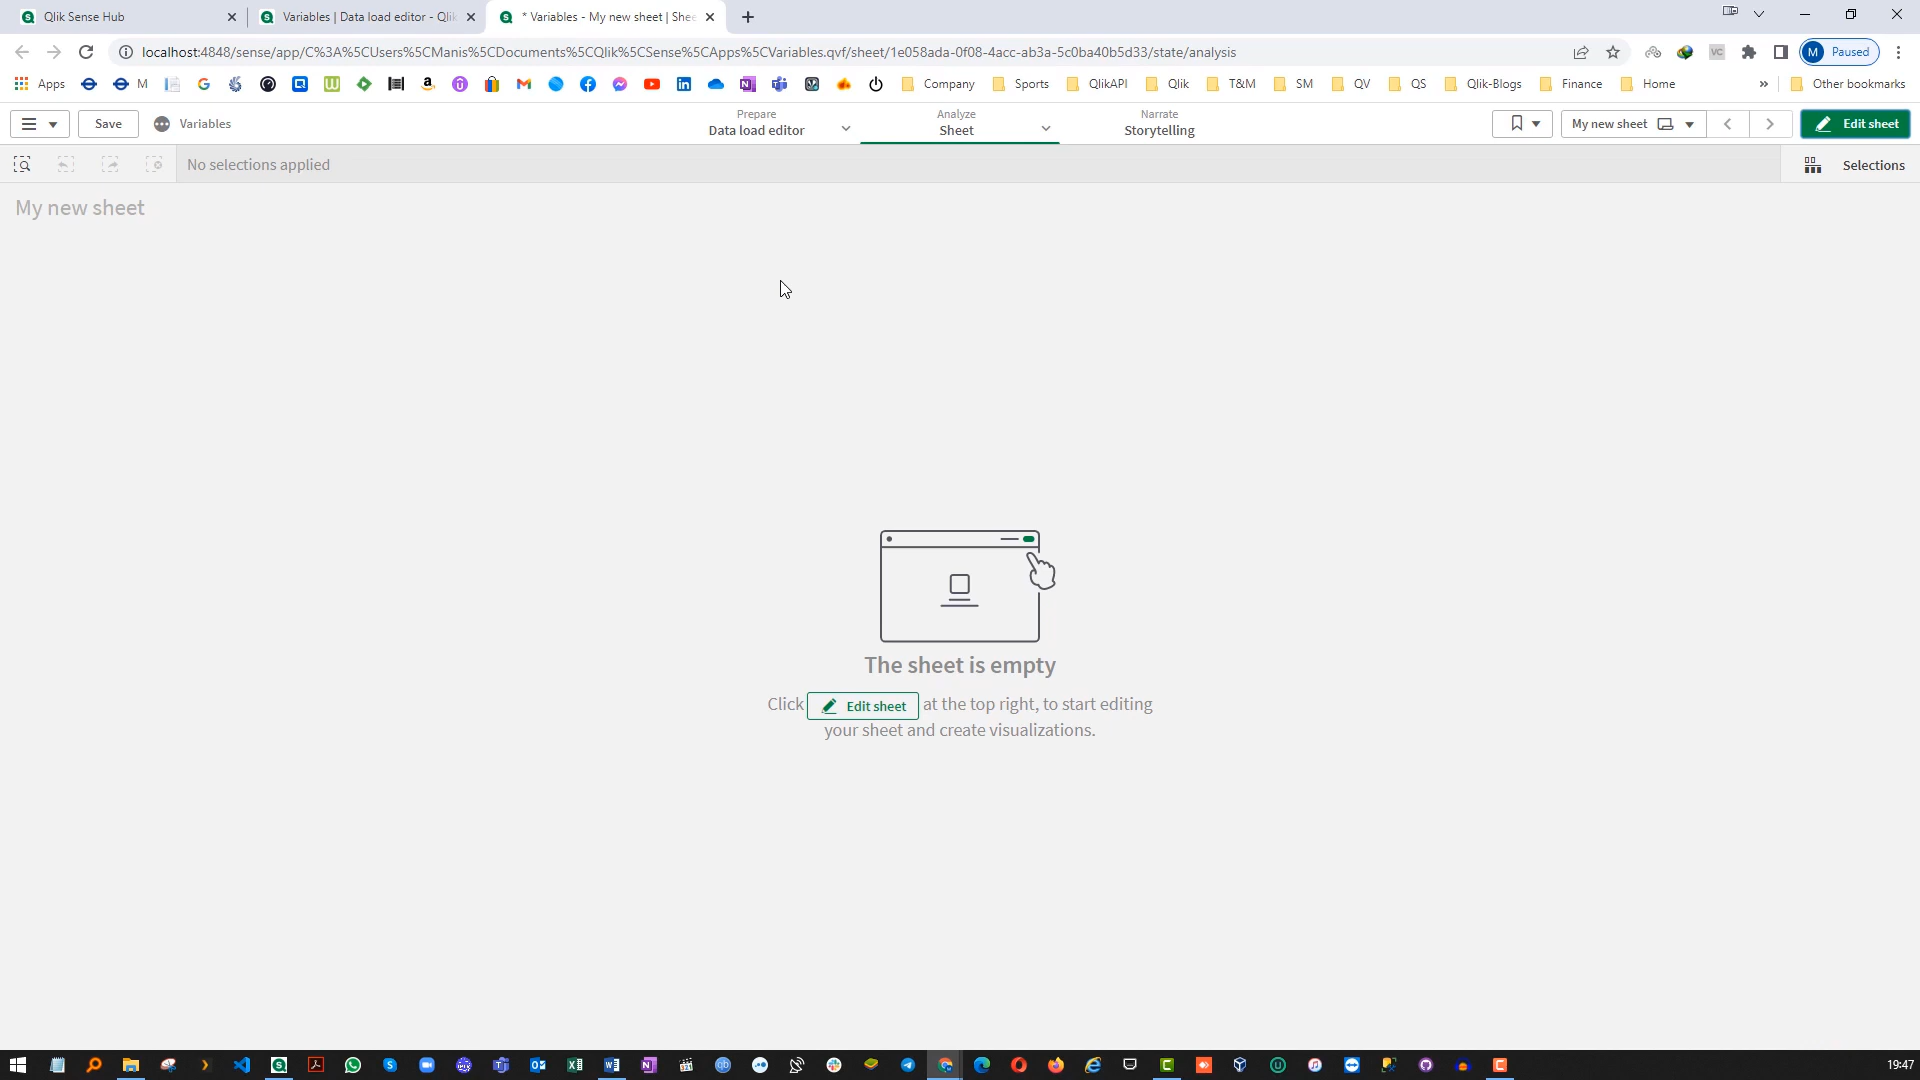 Qlik Sense Hub
Variables | Data load editor - Qlik
* Variables - My new sheet | Shee
localhost:4848/sense/app/C%3A%5CUsers%5CManis%5CDocuments%5CQlik%5CSense%5CApps%5CVariables.qvf/sheet/1e058ada-0f08-4acc-ab3a-5c0ba40b5d33/state/analysis
VC
M Paused
Apps
M
Company
Sports
QlikAPI
Qlik
T&M
SM
QV
QS
Qlik-Blogs
Finance
Home
»
Other bookmarks
Save
Variables
Prepare
Data load editor
Analyze
Sheet
Narrate
Storytelling
My new sheet
Edit sheet
No selections applied
Selections
My new sheet
The sheet is empty
Click Edit sheet at the top right, to start editing
your sheet and create visualizations.
19:47